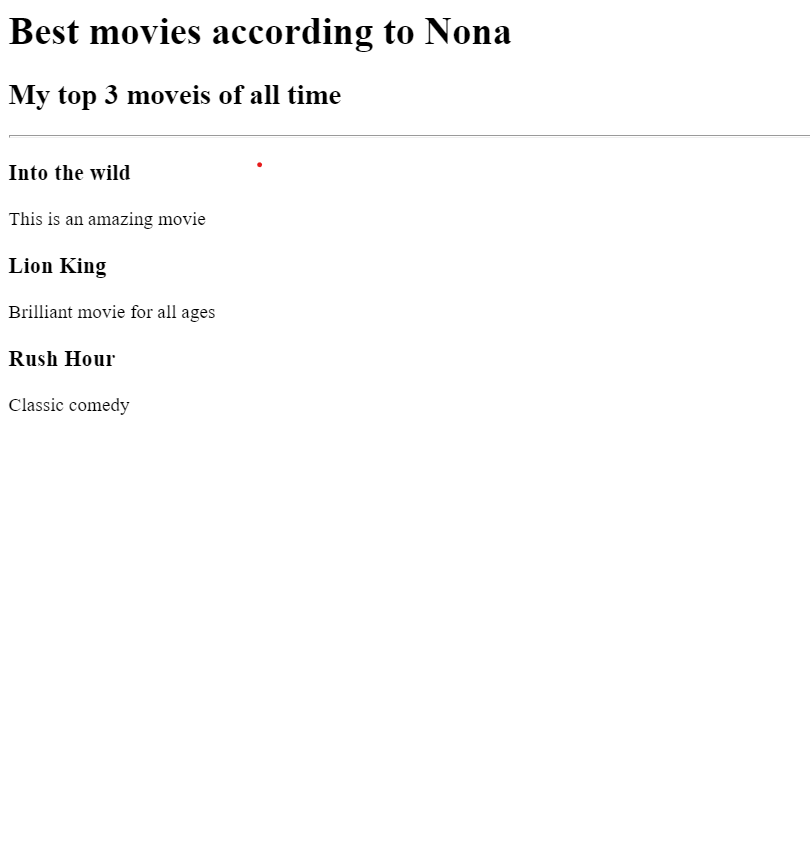 Best movies according to Nona
My top 3 moveis of all time
Into the wild
This is an amazing movie
Lion King
Brilliant movie for all ages
Rush Hour
Classic comedy